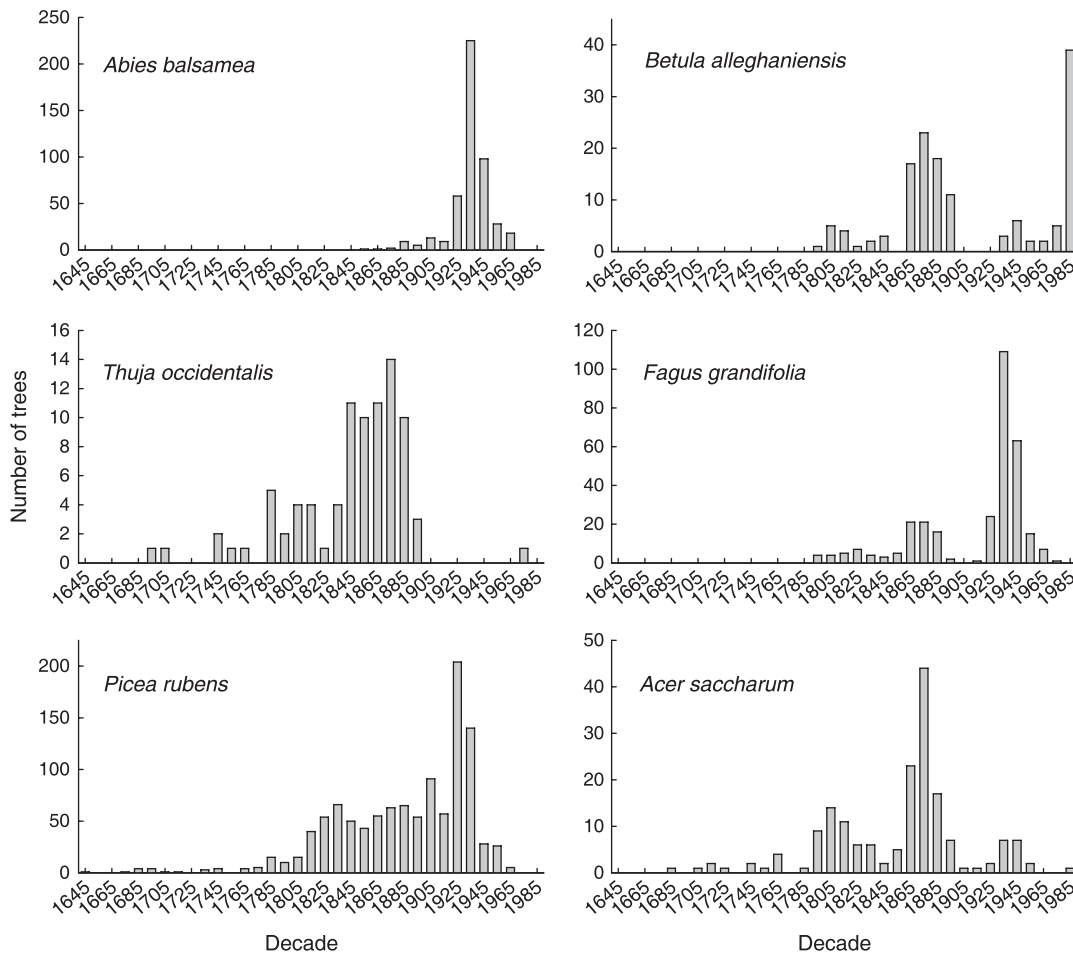 250
200
150
100
50
0
Abies balsamea
1645 1665 1685 1705 1725 1745 1765 1785 1805 1825 1845 1865 1885 1905 1925 1945 1965 1985
40
30
20
10
0
Betula alleghaniensis
1645 1665 1685 1705 1725 1745 1765 1785 1805 1825 1845 1865 1885 1905 1925 1945 1965 1985
Number of trees
16
14
12
10
8
6
4
2
0
Thuja occidentalis
1645 1665 1685 1705 1725 1745 1765 1785 1805 1825 1845 1865 1885 1905 1925 1945 1965 1985
120
100
80
60
40
20
0
Fagus grandifolia
1645 1665 1685 1705 1725 1745 1765 1785 1805 1825 1845 1865 1885 1905 1925 1945 1965 1985
200
150
100
50
0
Picea rubens
1645 1665 1685 1705 1725 1745 1765 1785 1805 1825 1845 1865 1885 1905 1925 1945 1965 1985
Decade
50
40
30
20
10
0
Acer saccharum
1645 1665 1685 1705 1725 1745 1765 1785 1805 1825 1845 1865 1885 1905 1925 1945 1965 1985
Decade